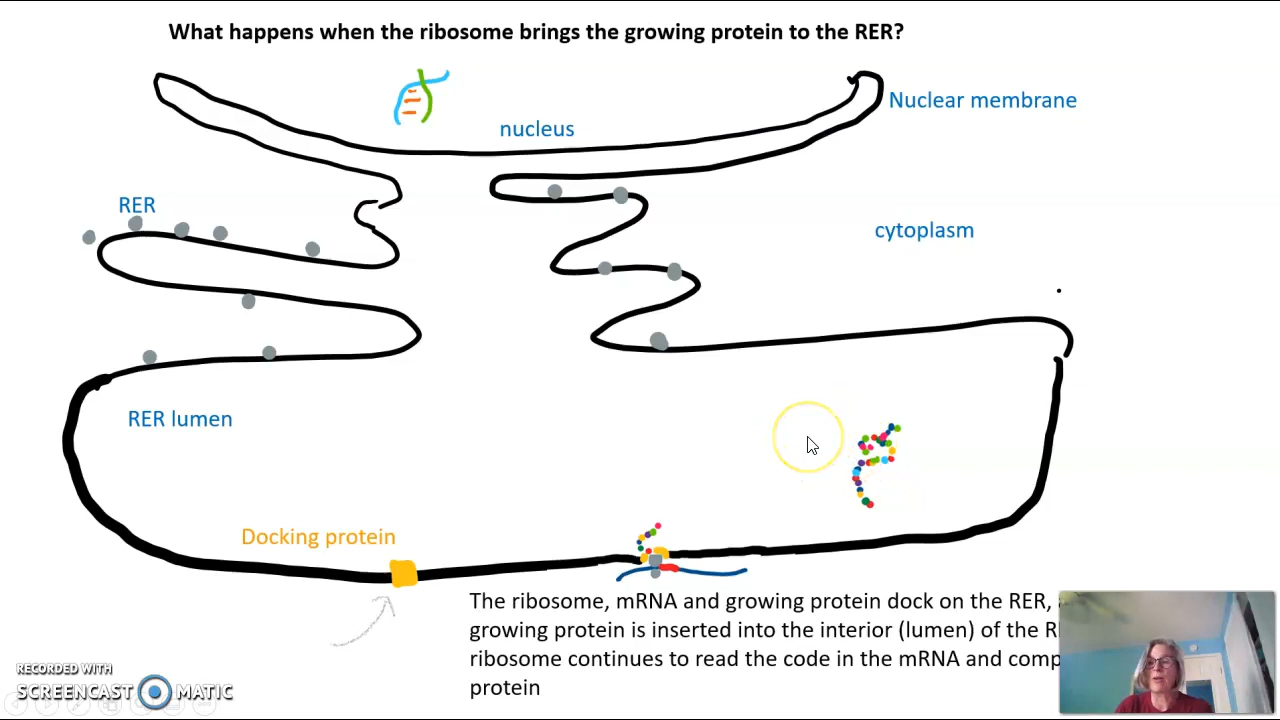 What happens when the ribosome brings the growing protein to the RER?
Nuclear membrane
nucleus
RER
cytoplasm
RER lumen
Docking protein
The ribosome, mRNA and growing protein dock on the RER,
growing protein is inserted into the interior (lumen) of the
ribosome continues to read the code in the mRNA and
protein
RECORDED WITH
SCREENCAST MATIC